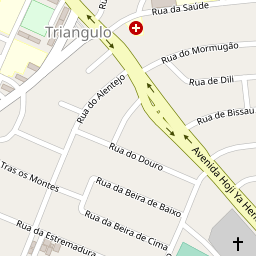 Rua da Saúde
Triangulo
Rua do Mormugão
Rua do Alentejo
Rua de Dill
Rua de Bissau
Rua do Douro
Avenida Hoji Ya Hen
Tras os Montes
Rua da Beira de Baixo
Rua da Beira de Cima
Rua da Estremadura